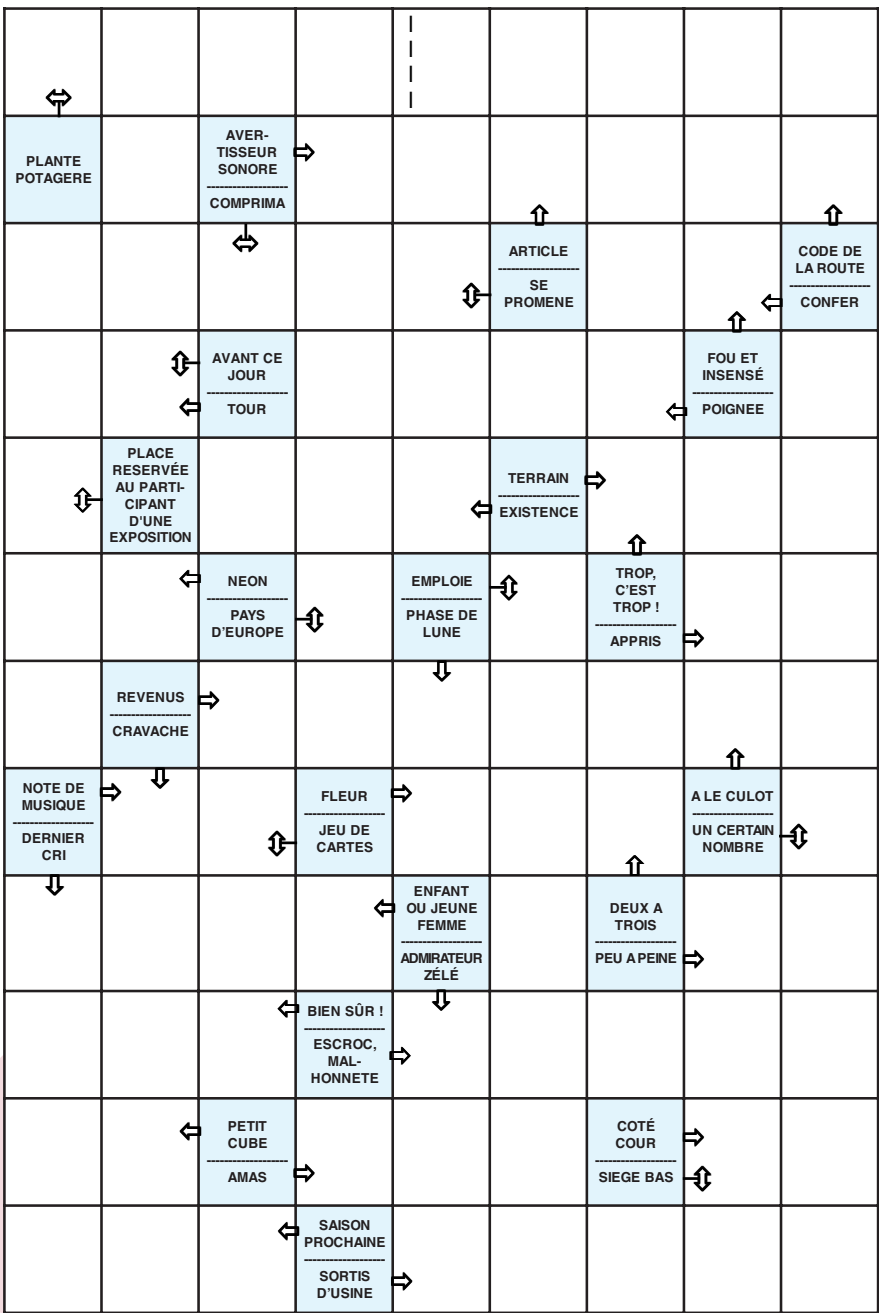 PLANTE
POTAGERE
AVER-
TISSEUR
SONORE
COMPRIMA
ARTICLE
SE
PROMENE
CODE DE
LA ROUTE
CONFER
AVANT CE
JOUR
TOUR
FOU ET
INSENSÉ
POIGNEE
PLACE
RESERVÉE
AU PARTI-
CIPANT
D'UNE
EXPOSITION
TERRAIN
EXISTENCE
NEON
PAYS
D'EUROPE
EMPLOIE
PHASE DE
LUNE
TROP,
C'EST
TROP !
APPRIS
REVENUS
CRAVACHE
NOTE DE
MUSIQUE
DERNIER
CRI
FLEUR
JEU DE
CARTES
A LE CULOT
UN CERTAIN
NOMBRE
ENFANT
OU JEUNE
FEMME
ADMIRATEUR
ZÉLÉ
DEUX A
TROIS
PEU A PEINE
BIEN SÛR !
ESCROC,
MAL-
HONNETE
PETIT
CUBE
AMAS
COTÉ
COUR
SIEGE BAS
SAISON
PROCHAINE
SORTIS
D'USINE